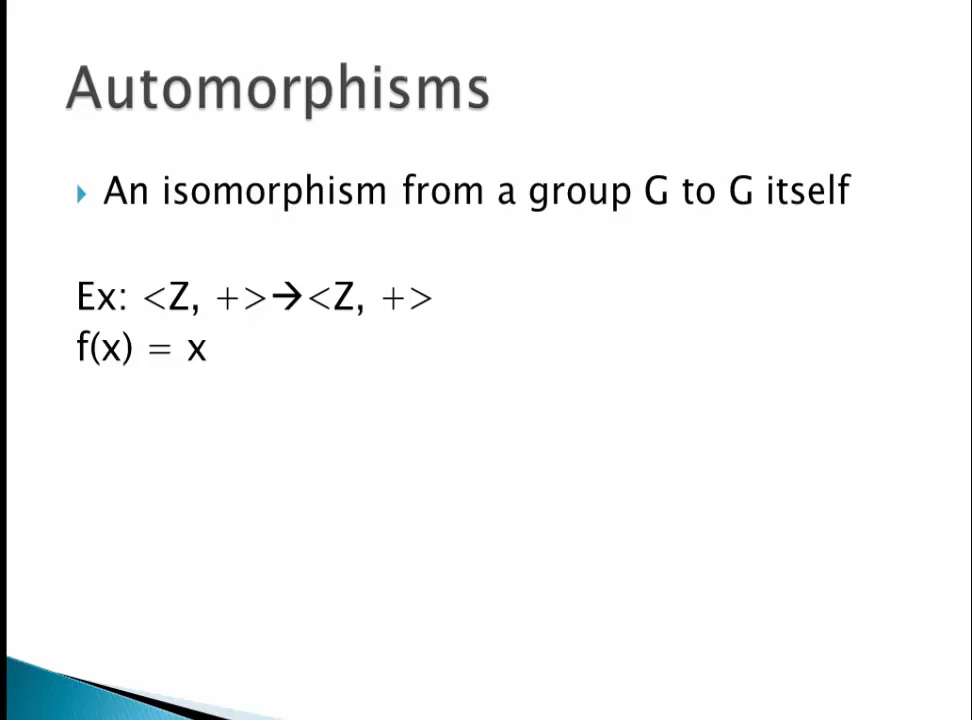 Automorphisms
An isomorphism from a group G to G itself
Ex: <Z, +>→<Z, +>
f(x) = x